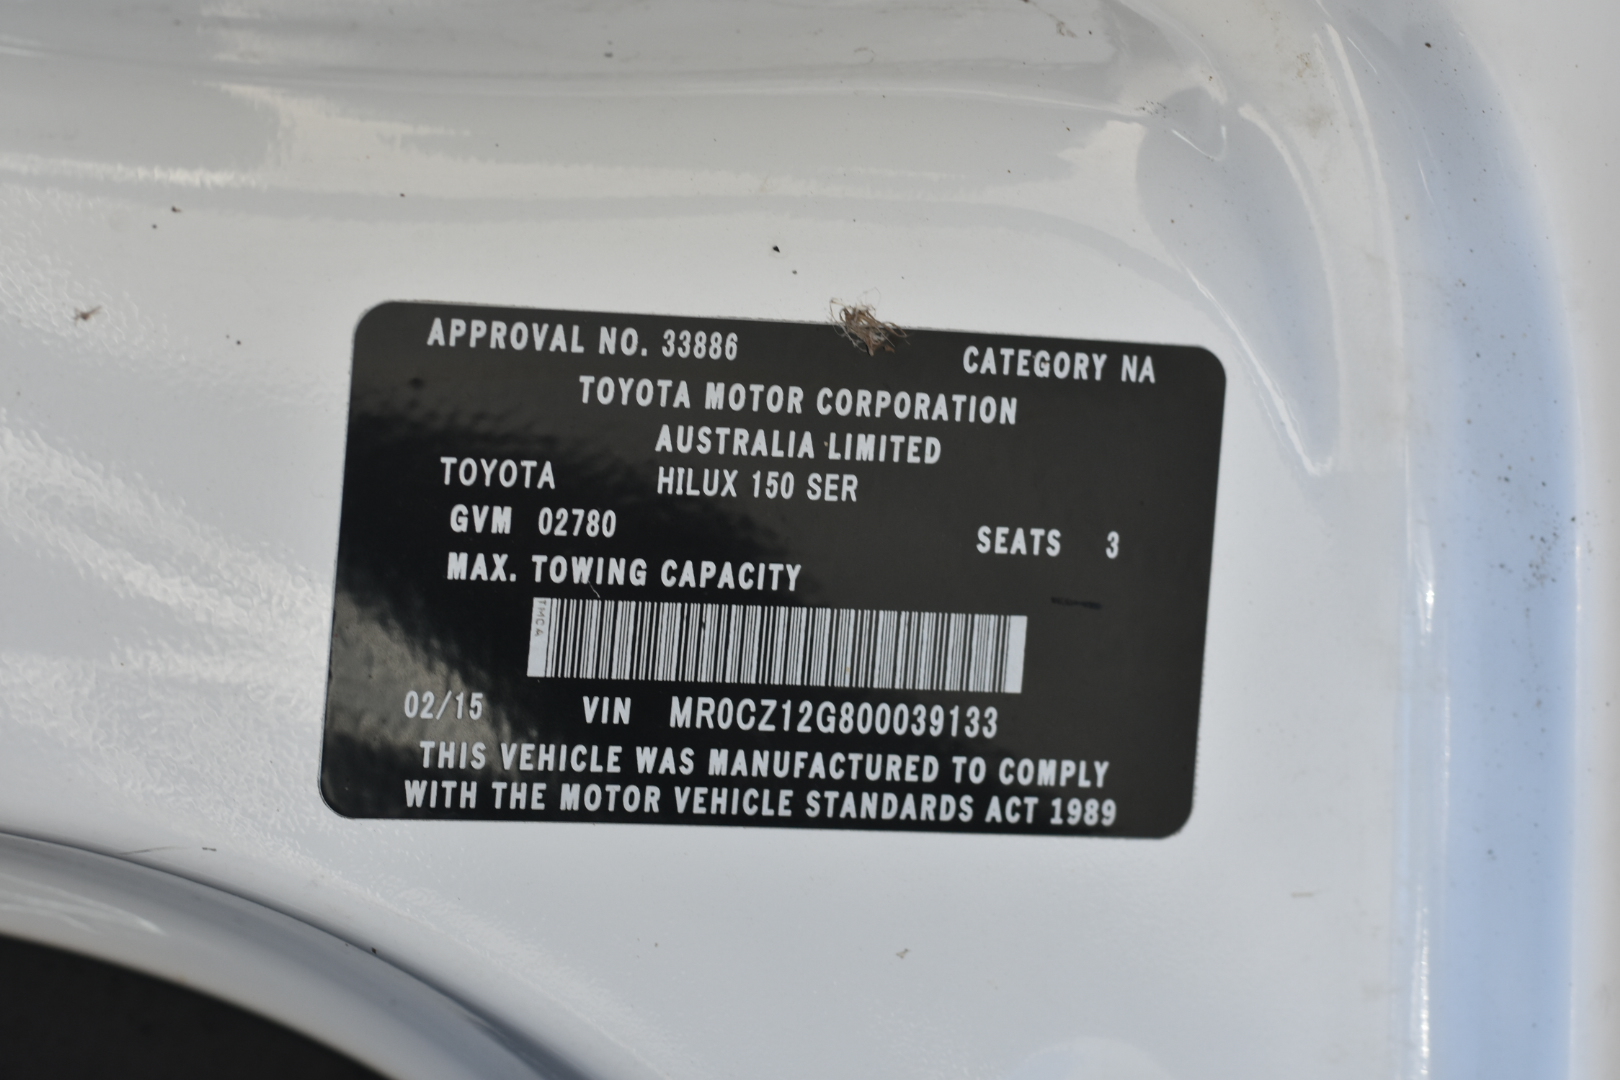 APPROVAL NO. 33886 CATEGORY NA
TOYOTA MOTOR CORPORATION
AUSTRALIA LIMITED
TOYOTA HILUX 150 SER
GVM 02780 SEATS 3
MAX. TOWING CAPACITY
TMCA
02/15 VIN MR0CZ12G800039133
THIS VEHICLE WAS MANUFACTURED TO COMPLY
WITH THE MOTOR VEHICLE STANDARDS ACT 1989